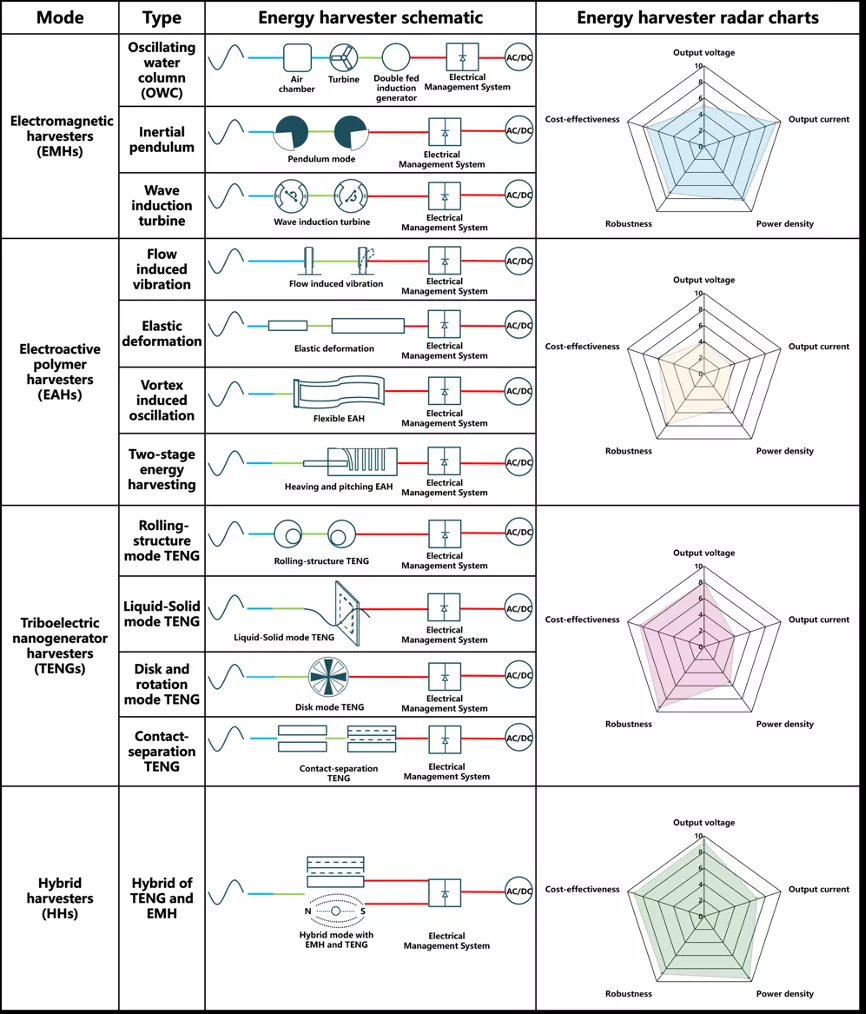 Mode
Type
Energy harvester schematic
Energy harvester radar charts
Electromagnetic
harvesters
(EMHs)
Oscillating
water
column
(OWC)
Air
chamber
Turbine
Double fed
induction
generator
Electrical
Management System
AC/DC
Inertial
pendulum
Pendulum mode
Electrical
Management System
AC/DC
Wave
induction
turbine
N
S
Wave induction turbine
Electrical
Management System
AC/DC
Output voltage
10
8
6
4
2
0
Output current
Cost-effectiveness
Robustness
Power density
Electroactive
polymer
harvesters
(EAHs)
Flow
induced
vibration
Flow induced vibration
Electrical
Management System
AC/DC
Elastic
deformation
Elastic deformation
Electrical
Management System
AC/DC
Vortex
induced
oscillation
Flexible EAH
Electrical
Management System
AC/DC
Two-stage
energy
harvesting
Heaving and pitching EAH
Electrical
Management System
AC/DC
Output voltage
10
8
6
4
2
0
Output current
Cost-effectiveness
Robustness
Power density
Triboelectric
nanogenerator
harvesters
(TENGs)
Rolling-
structure
mode TENG
Rolling-structure TENG
Electrical
Management System
AC/DC
Liquid-Solid
mode TENG
Liquid-Solid mode TENG
Electrical
Management System
AC/DC
Disk and
rotation
mode TENG
Disk mode TENG
Electrical
Management System
AC/DC
Contact-
separation
TENG
Contact-separation
TENG
Electrical
Management System
AC/DC
Output voltage
10
8
6
4
2
0
Output current
Cost-effectiveness
Robustness
Power density
Hybrid
harvesters
(HHs)
Hybrid of
TENG and
EMH
N
S
Hybrid mode with
EMH and TENG
Electrical
Management System
AC/DC
Output voltage
10
8
6
4
2
0
Output current
Cost-effectiveness
Robustness
Power density